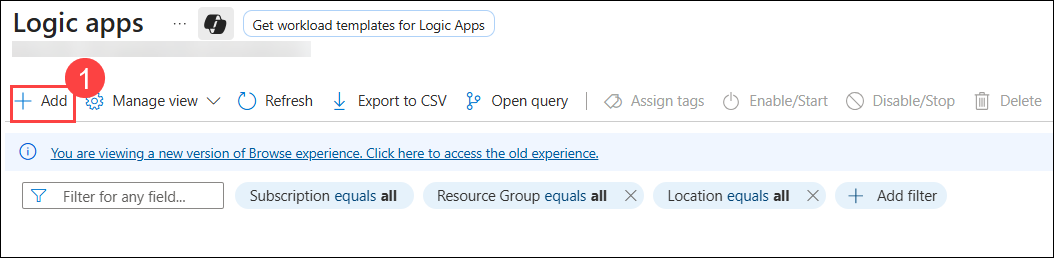 Logic apps ... Get workload templates for Logic Apps
1
+ Add Manage view Refresh Export to CSV Open query | Assign tags Enable/Start Disable/Stop Delete
You are viewing a new version of Browse experience. Click here to access the old experience.
Filter for any field... Subscription equals all Resource Group equals all × Location equals all × + Add filter